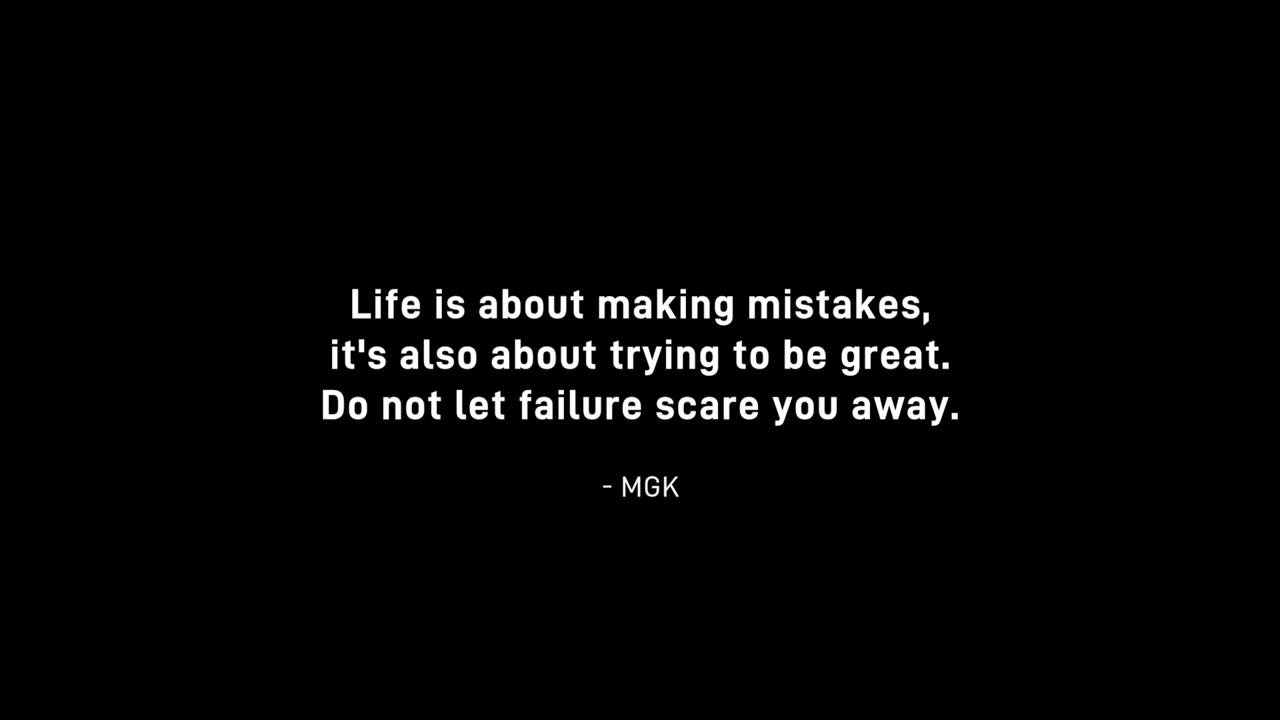 Life is about making mistakes,
it's also about trying to be great.
Do not let failure scare you away.
- MGK